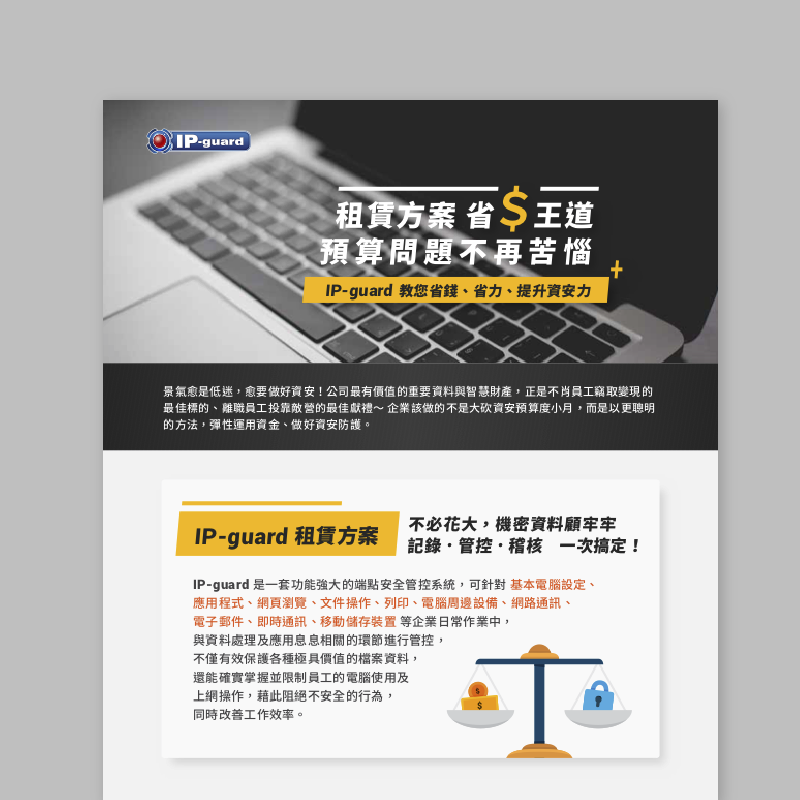 IP-guard
租賃方案 省$王道
預算問題不再苦惱
IP-guard 教您省錢、省力、提升資安力
景氣愈是低迷，愈要做好資安！公司最有價值的重要資料與智慧財產，正是不肖員工竊取變現的
最佳標的、離職員工投靠敵營的最佳獻禮～ 企業該做的不是大砍資安預算度小月，而是以更聰明
的方法，彈性運用資金、做好資安防護。
IP-guard 租賃方案
不必花大，機密資料顧牢牢
記錄・管控・稽核 一次搞定！
IP-guard 是一套功能強大的端點安全管控系統，可針對 基本電腦設定、
應用程式、網頁瀏覽、文件操作、列印、電腦周邊設備、網路通訊、
電子郵件、即時通訊、移動儲存裝置 等企業日常作業中，
與資料處理及應用息息相關的環節進行管控，
不僅有效保護各種極具價值的檔案資料，
還能確實掌握並限制員工的電腦使用及
上網操作，藉此阻絕不安全的行為，
同時改善工作效率。